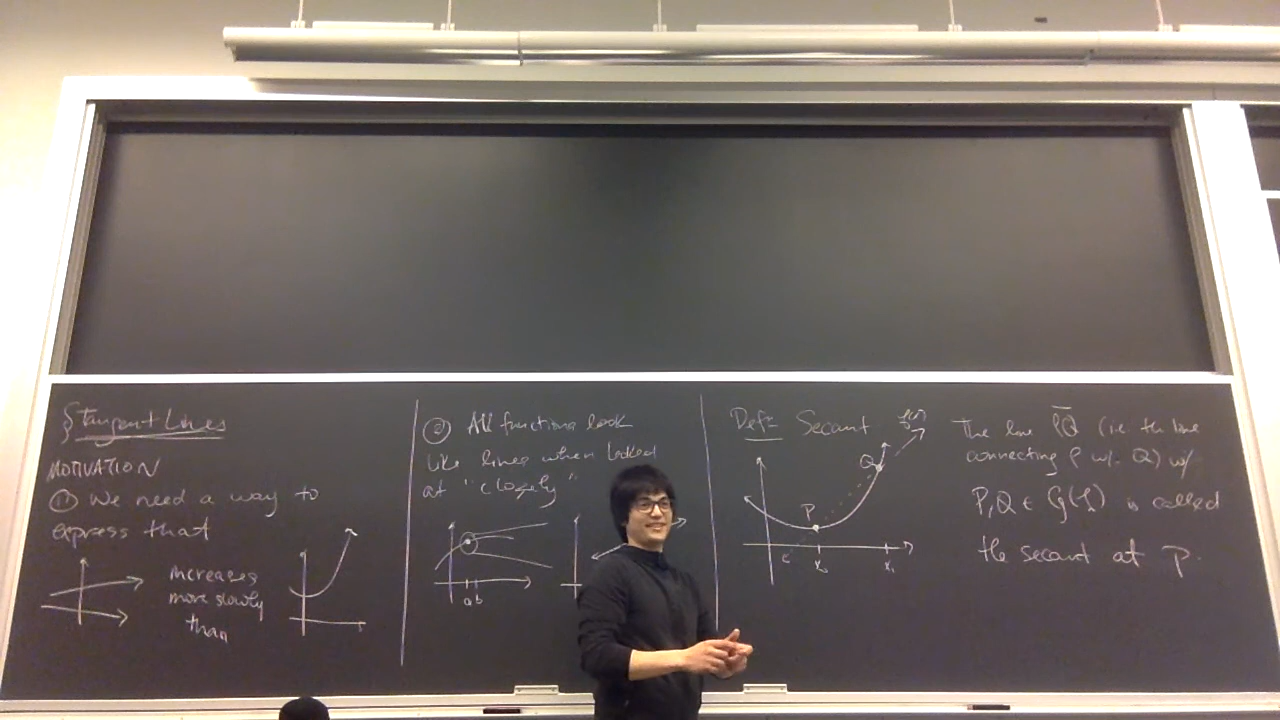 § Tangent Lines
MOTIVATION
① We need a way to
express that
increases
more slowly
than
② All functions look
like lines when looked
at "closely"
a b
Def: Secant
Q
P
x₀
x₁
The line PQ (i.e. the line
connecting P w/ Q) w/
P, Q ∈ G(f) is called
the secant at P.